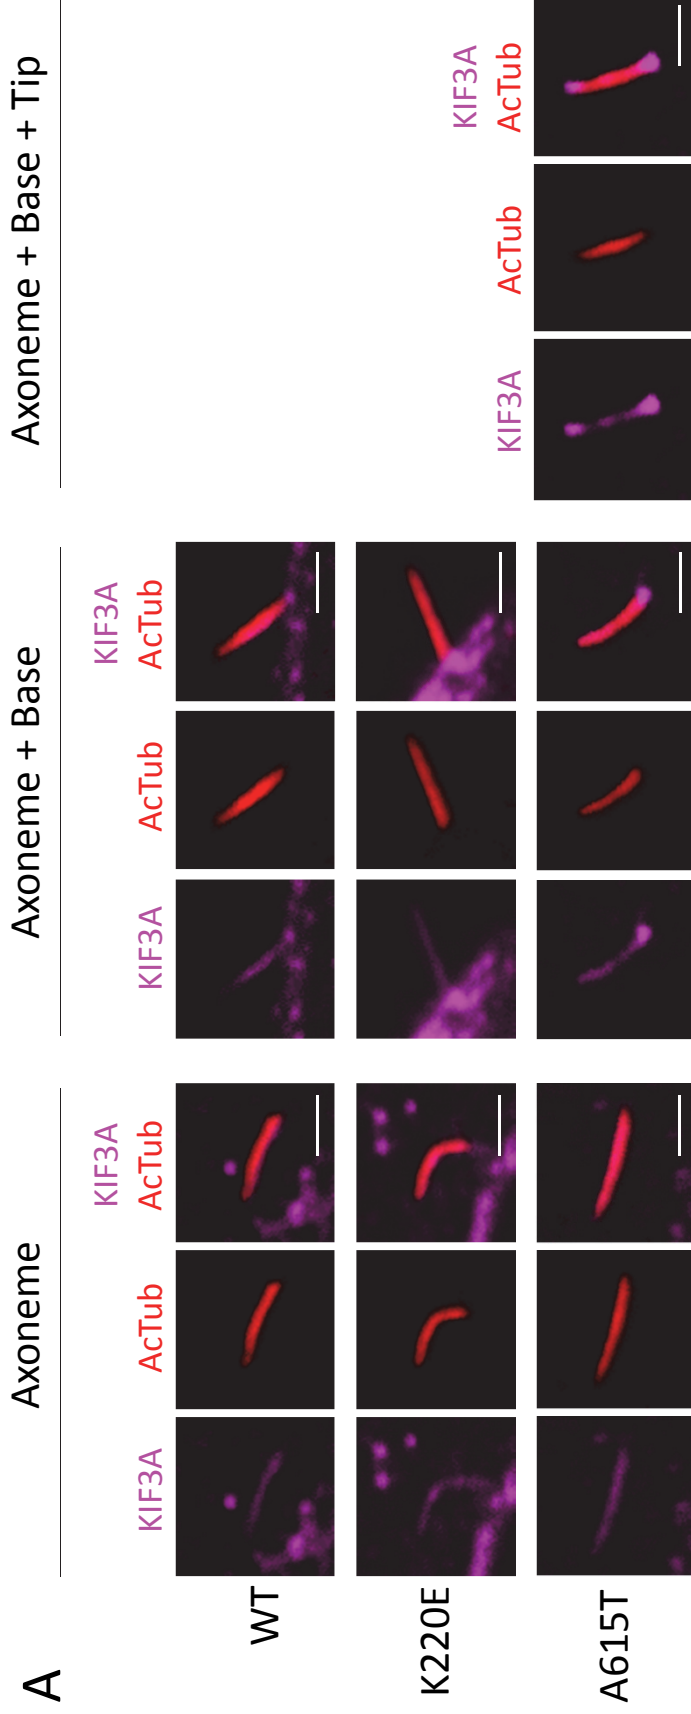 A
Axoneme
Axoneme + Base
Axoneme + Base + Tip
KIF3A
AcTub
KIF3A
AcTub
KIF3A
AcTub
KIF3A
AcTub
KIF3A
AcTub
KIF3A
AcTub
WT
K220E
A615T